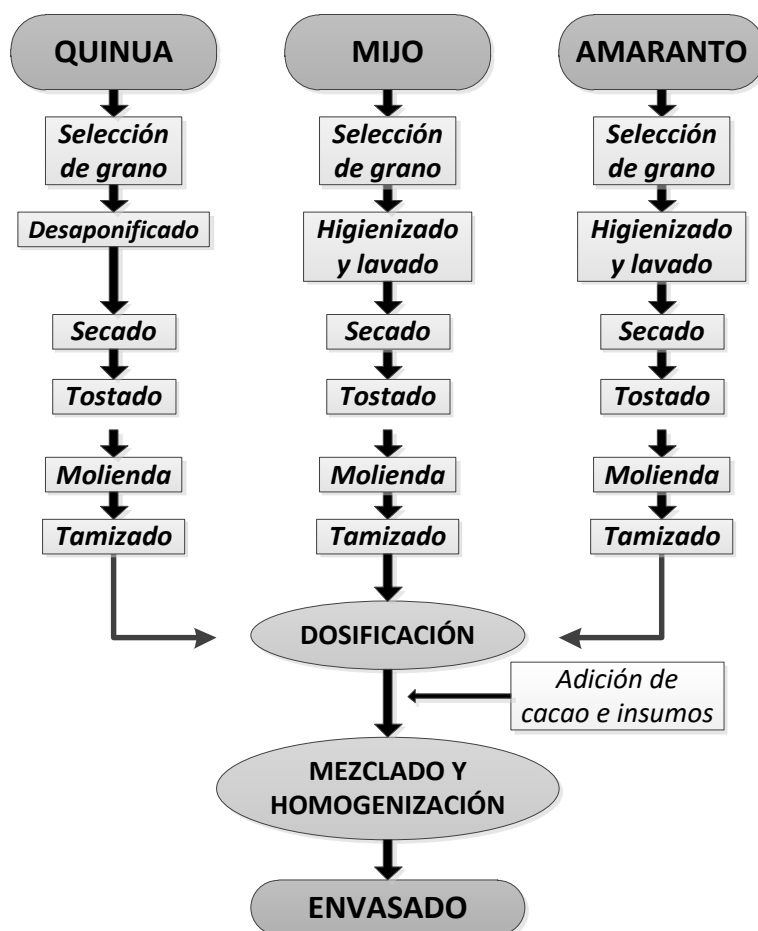 QUINUA
Selección
de grano
Desaponificado
Secado
Tostado
Molienda
Tamizado
MIJO
Selección
de grano
Higienizado
y lavado
Secado
Tostado
Molienda
Tamizado
AMARANTO
Selección
de grano
Higienizado
y lavado
Secado
Tostado
Molienda
Tamizado
DOSIFICACIÓN
Adición de
cacao e insumos
MEZCLADO Y
HOMOGENIZACIÓN
ENVASADO